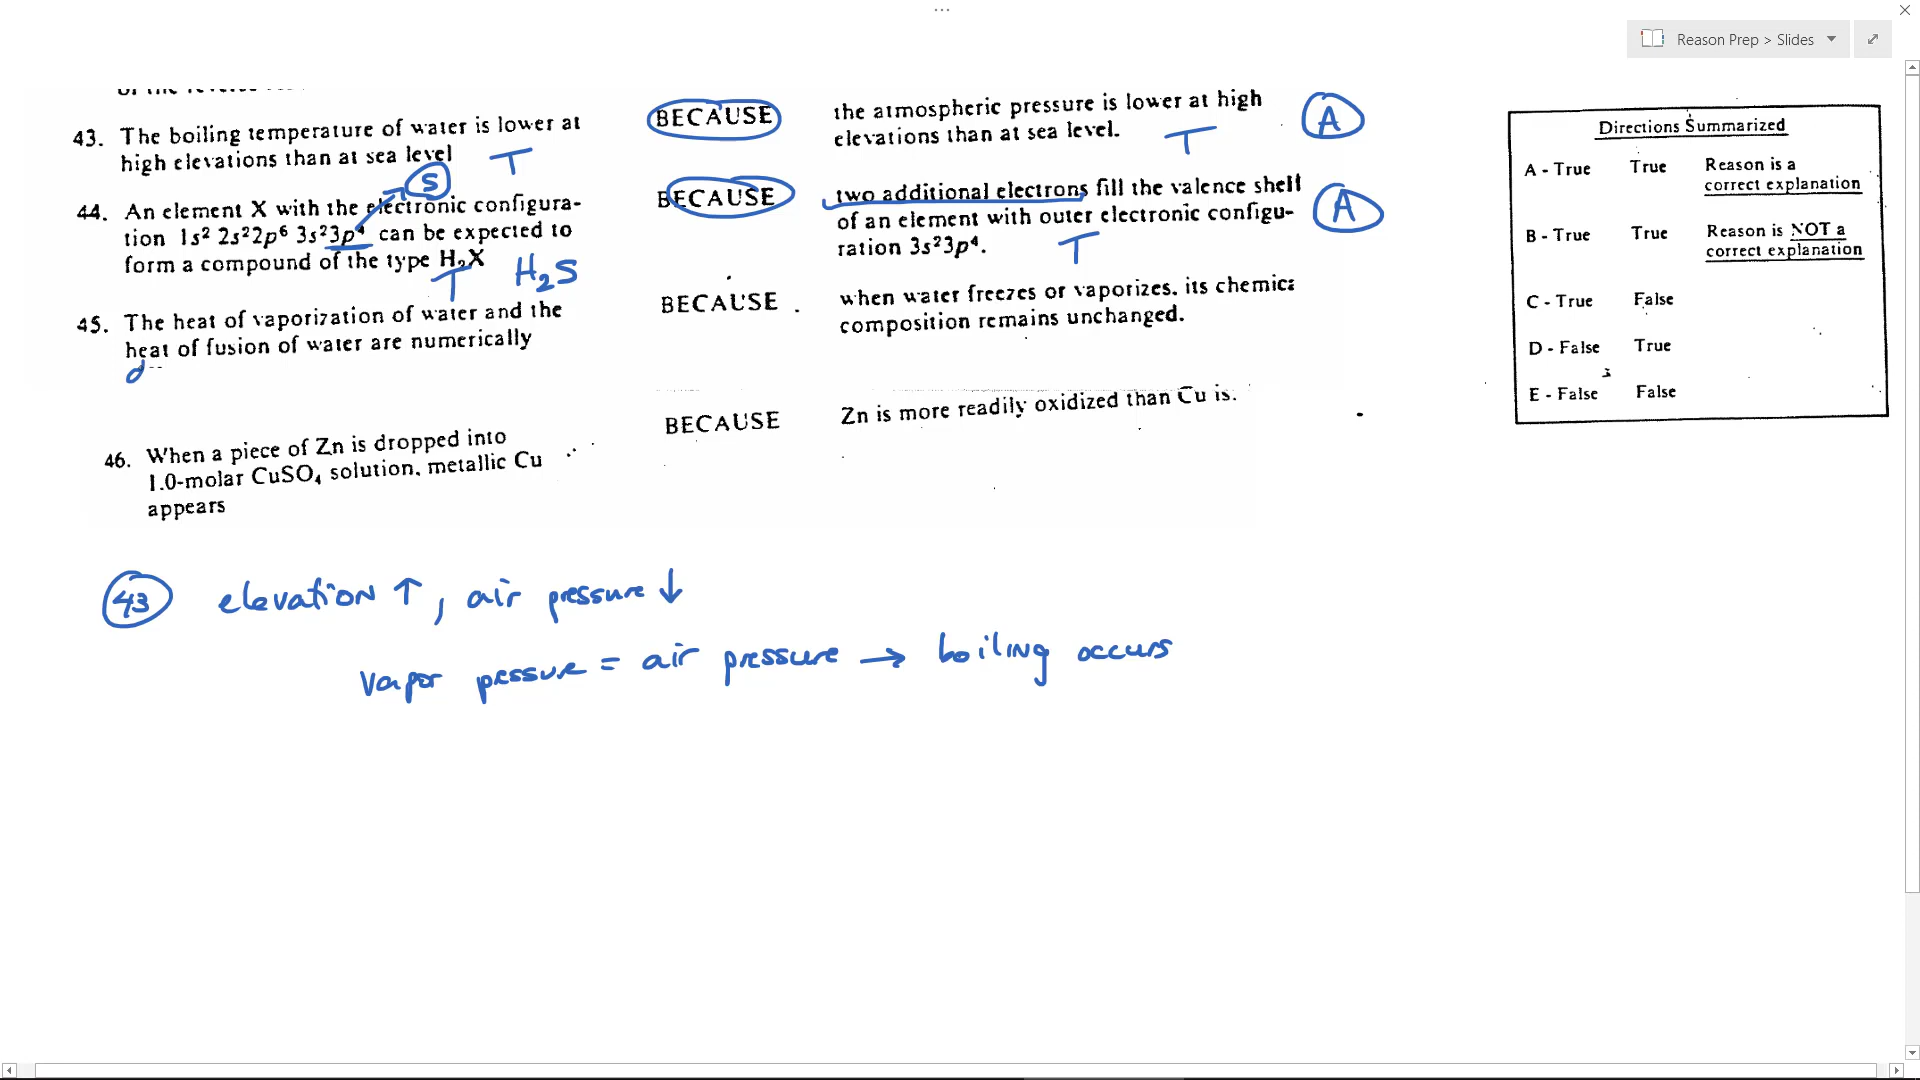 Reason Prep > Slides
43. The boiling temperature of water is lower at
high elevations than at sea level
T
BECAUSE
the atmospheric pressure is lower at high
elevations than at sea level.
T
A
S
44. An element X with the electronic configura-
tion 1s² 2s²2p⁶ 3s²3p⁴ can be expected to
form a compound of the type H₂X
T H₂S
BECAUSE
two additional electrons fill the valence shell
of an element with outer electronic configu-
ration 3s²3p⁴.
T
A
45. The heat of vaporization of water and the
heat of fusion of water are numerically
BECAUSE
when water freezes or vaporizes, its chemica
composition remains unchanged.
46. When a piece of Zn is dropped into
1.0-molar CuSO₄ solution, metallic Cu
appears
BECAUSE
Zn is more readily oxidized than Cu is.
Directions Summarized
A - True True Reason is a
correct explanation
B - True True Reason is NOT a
correct explanation
C - True False
D - False True
E - False False
43 elevation ↑, air pressure ↓
vapor pressure = air pressure → boiling occurs